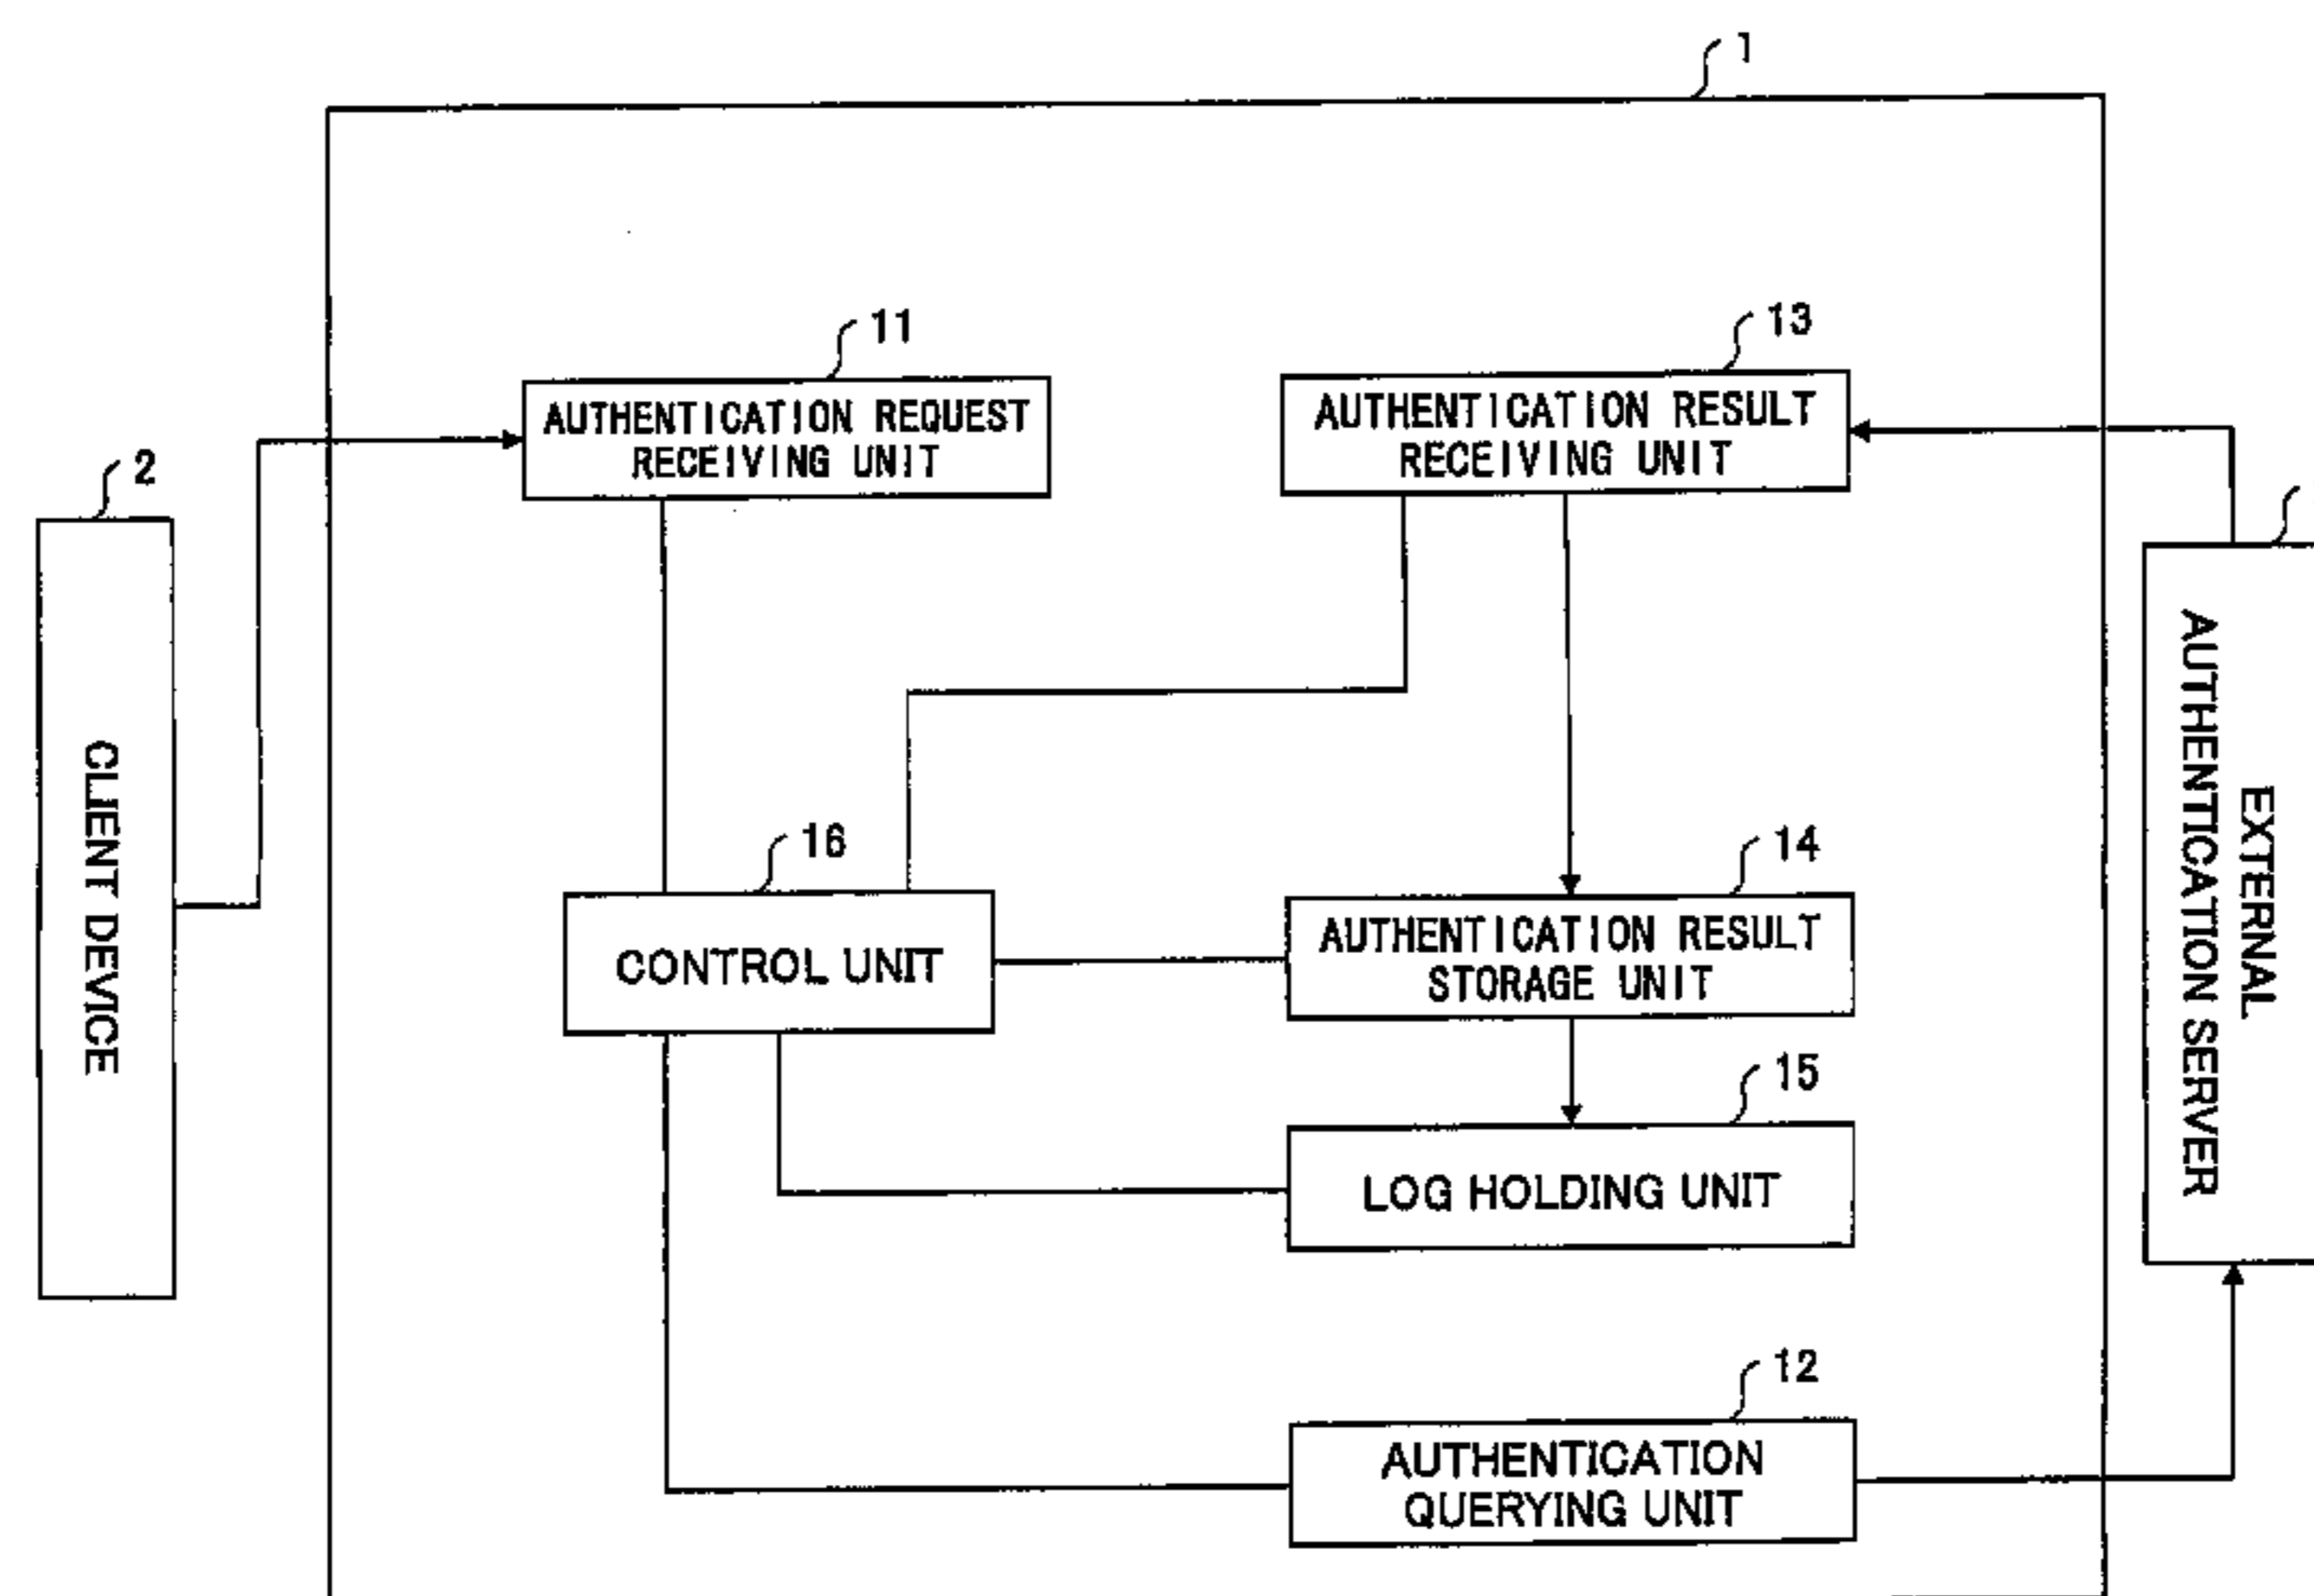 1
11
13
AUTHENTICATION REQUEST
RECEIVING UNIT
AUTHENTICATION RESULT
RECEIVING UNIT
2
CLIENT DEVICE
EXTERNAL
AUTHENTICATION SERVER
16
CONTROL UNIT
14
AUTHENTICATION RESULT
STORAGE UNIT
15
LOG HOLDING UNIT
12
AUTHENTICATION
QUERYING UNIT